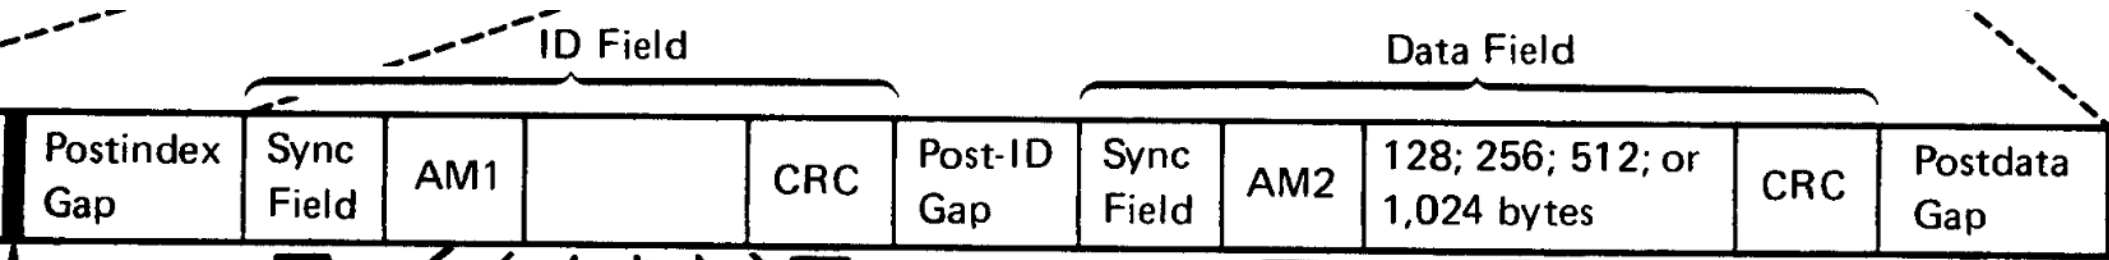 ID Field
Data Field
Postindex
Gap
Sync
Field
AM1
CRC
Post-ID
Gap
Sync
Field
AM2
128; 256; 512; or
1,024 bytes
CRC
Postdata
Gap